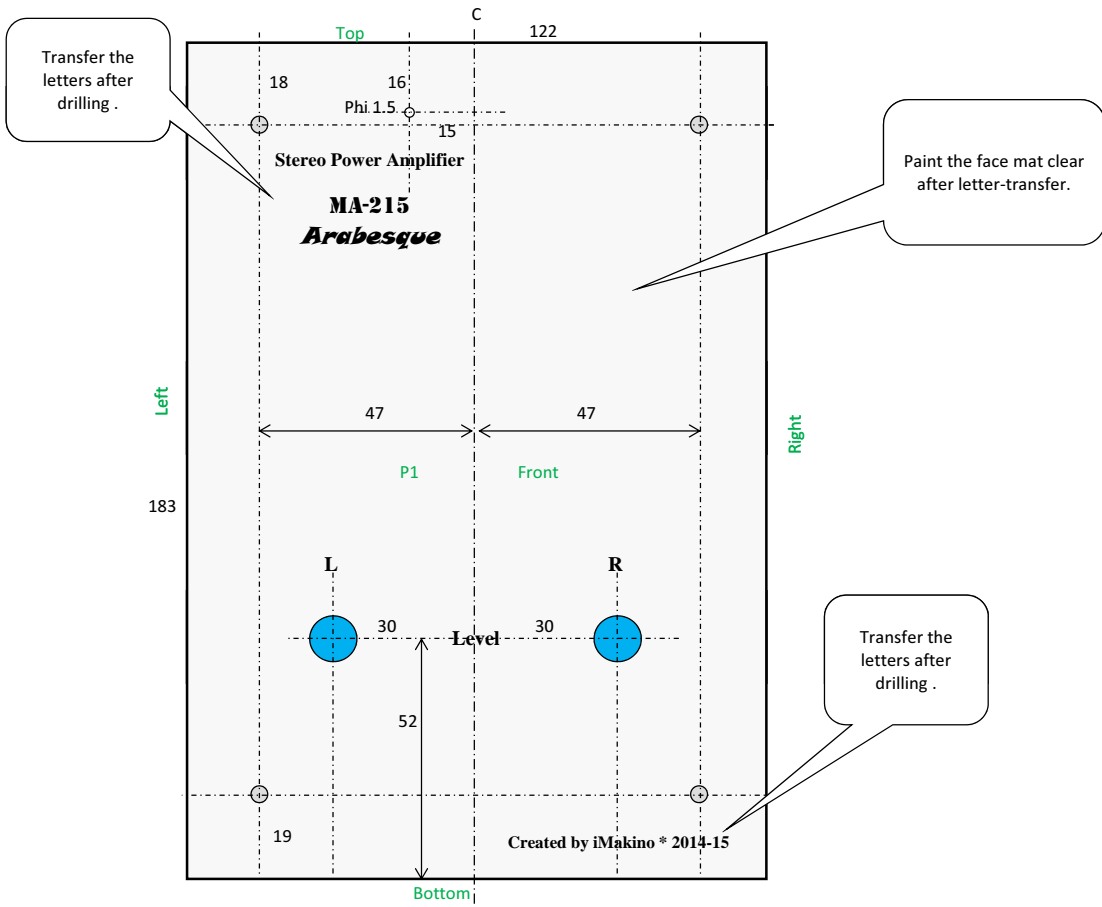 C
Top
122
Transfer the
letters after
drilling .
18
16
Phi 1.5
15
Stereo Power Amplifier
MA-215
Arabesque
Paint the face mat clear
after letter-transfer.
Left
47
47
Right
P1
Front
183
L
R
30
Level
30
52
Transfer the
letters after
drilling .
19
Created by iMakino * 2014-15
Bottom